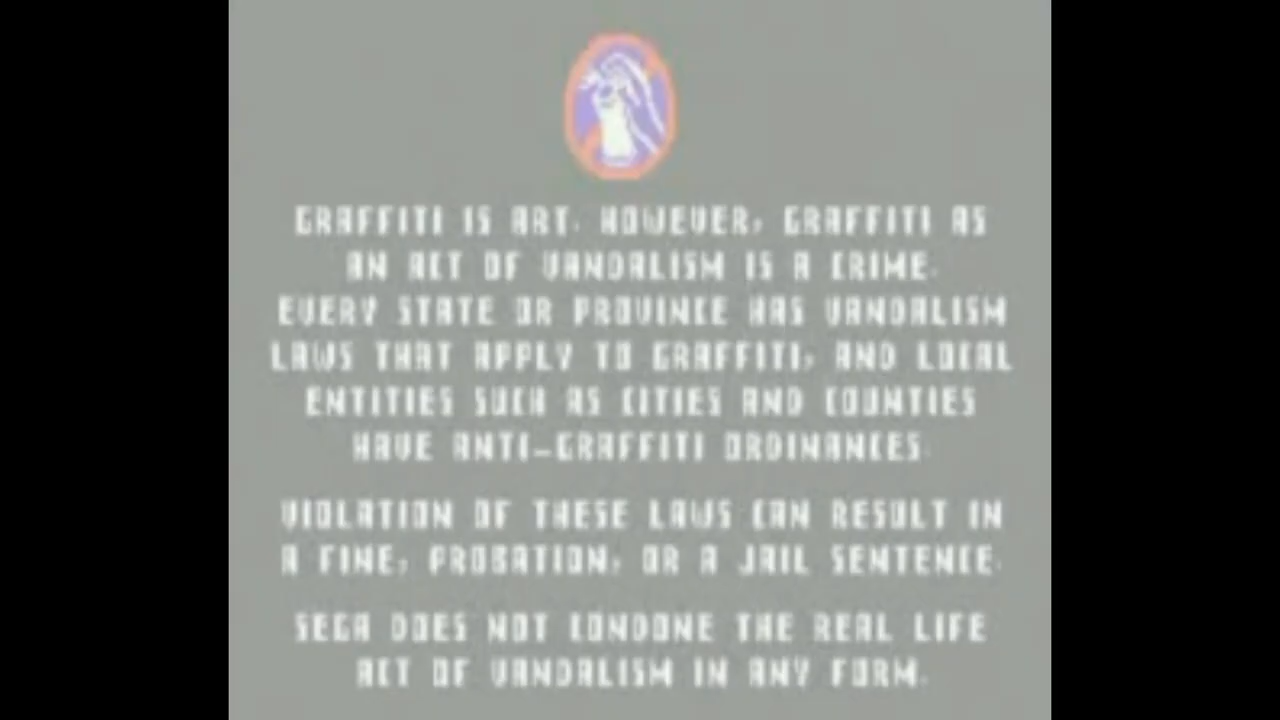 GRAFFITI IS ART. HOWEVER, GRAFFITI AS
AN ACT OF VANDALISM IS A CRIME.
EVERY STATE OR PROVINCE HAS VANDALISM
LAWS THAT APPLY TO GRAFFITI, AND LOCAL
ENTITIES SUCH AS CITIES AND COUNTIES
HAVE ANTI-GRAFFITI ORDINANCES.
VIOLATION OF THESE LAWS CAN RESULT IN
A FINE, PROBATION, OR A JAIL SENTENCE.
SEGA DOES NOT CONDONE THE REAL LIFE
ACT OF VANDALISM IN ANY FORM.